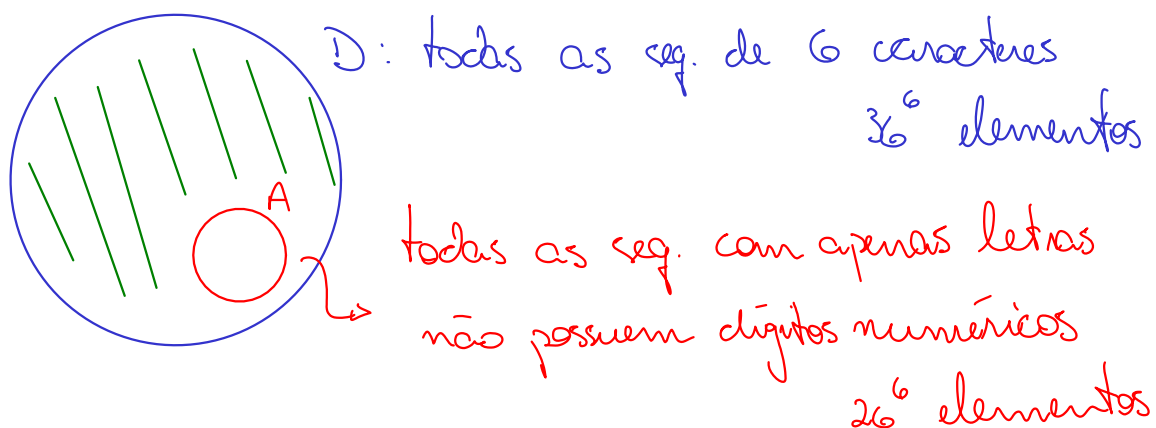 D: todas as seq. de 6 caracteres
36⁶ elementos
A
todas as seq. com apenas letras
não possuem dígitos numéricos
26⁶ elementos